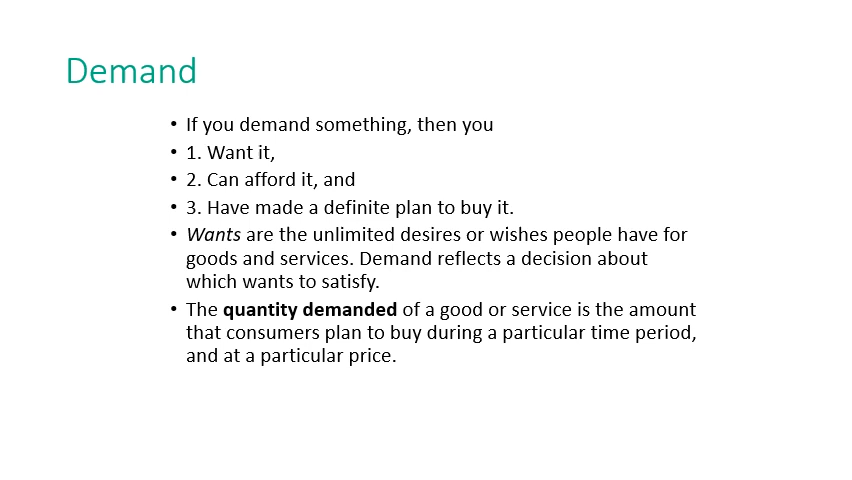 Demand
• If you demand something, then you
• 1. Want it,
• 2. Can afford it, and
• 3. Have made a definite plan to buy it.
• Wants are the unlimited desires or wishes people have for
goods and services. Demand reflects a decision about
which wants to satisfy.
• The quantity demanded of a good or service is the amount
that consumers plan to buy during a particular time period,
and at a particular price.